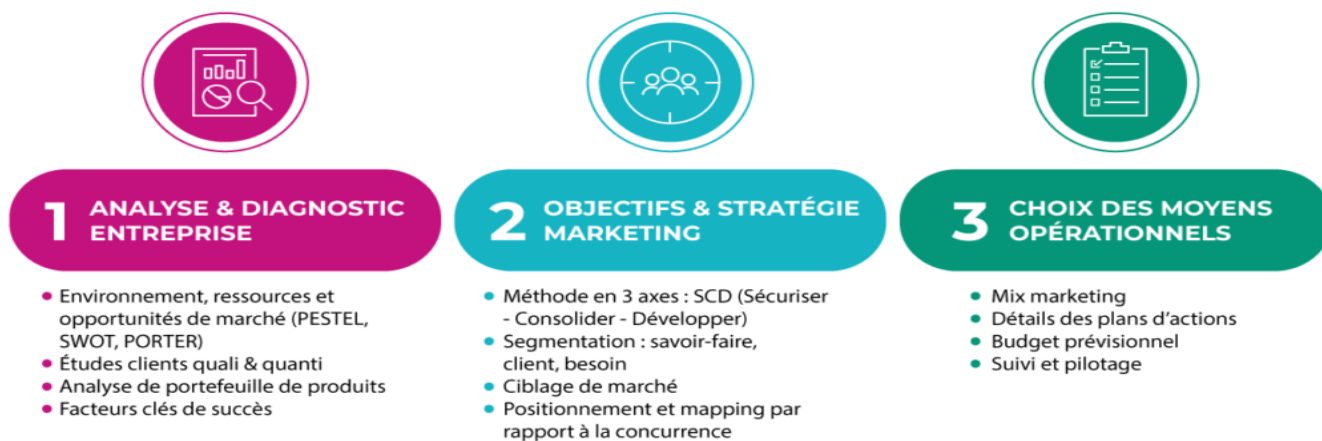 1 ANALYSE & DIAGNOSTIC
ENTREPRISE
• Environnement, ressources et
opportunités de marché (PESTEL,
SWOT, PORTER)
• Études clients quali & quanti
• Analyse de portefeuille de produits
• Facteurs clés de succès
2 OBJECTIFS & STRATÉGIE
MARKETING
• Méthode en 3 axes : SCD (Sécuriser
- Consolider - Développer)
• Segmentation : savoir-faire,
client, besoin
• Ciblage de marché
• Positionnement et mapping par
rapport à la concurrence
3 CHOIX DES MOYENS
OPÉRATIONNELS
• Mix marketing
• Détails des plans d’actions
• Budget prévisionnel
• Suivi et pilotage